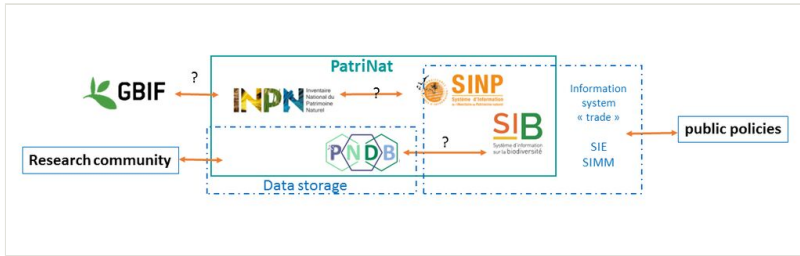 PatriNat
?
GBIF
INPN
Inventaire
National du
Patrimoine
Naturel
?
SINP
Système d'information
SIB
Système d'information
sur la biodiversité
Information
system
« trade »
SIE
SIMM
public policies
?
PNDB
Research community
Data storage